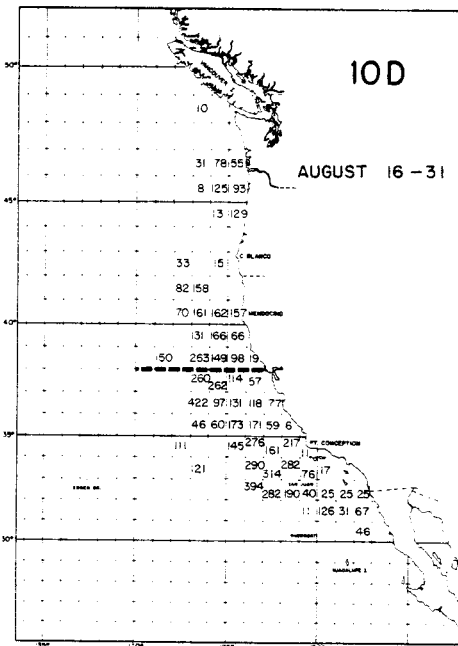 10D
50°
VANCOUVER
10
31 78 55
AUGUST 16-31
8 125 93
45°
13 129
C. BLANCO
33 15
82 158
70 161 162 157 MENDOCINO
40°
131 166 66
150 263 149 198 19
260 262 114 57
422 97 131 118 77
46 60 173 171 59 6
35°
111 145 276 161 217 11 PT. CONCEPTION
121 290 314 282 76 17
394 282 190 40 25 25 25
11 126 31 67
46
30°
GUADALUPE I.